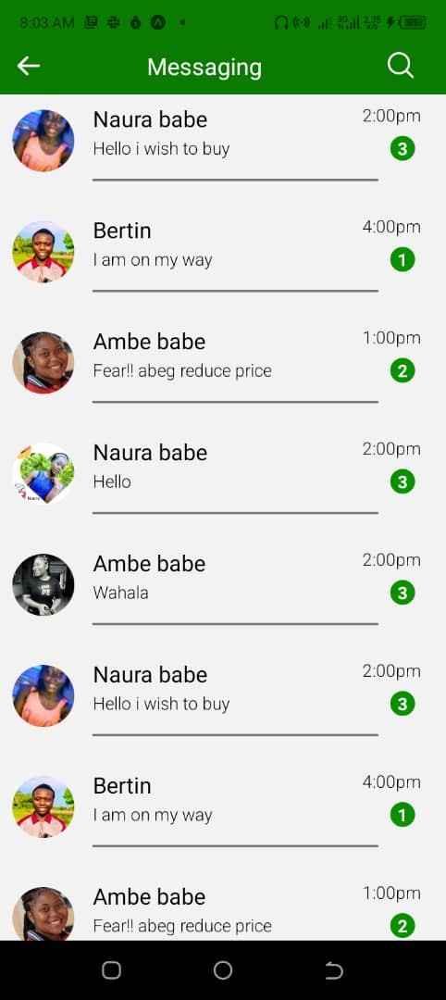 8:03 AM
3G
2.35
K/s
Messaging
Naura babe
2:00pm
Hello i wish to buy
3
Bertin
4:00pm
I am on my way
1
Ambe babe
1:00pm
Fear!! abeg reduce price
2
Naura babe
2:00pm
Hello
3
Ambe babe
2:00pm
Wahala
3
Naura babe
2:00pm
Hello i wish to buy
3
Bertin
4:00pm
I am on my way
1
Ambe babe
1:00pm
Fear!! abeg reduce price
2